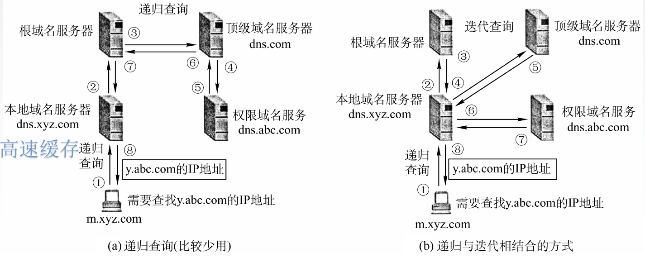 递归查询
根域名服务器
③
顶级域名服务器
dns.com
⑥
②
⑦
⑤
④
本地域名服务器
dns.xyz.com
权限域名服务
dns.abc.com
高速缓存
递归
查询
⑧
y.abc.com的IP地址
①
需要查找y.abc.com的IP地址
m.xyz.com
(a) 递归查询(比较少用)
迭代查询
顶级域名服务器
dns.com
根域名服务器
③
②
④
⑤
本地域名服务器
dns.xyz.com
⑥
权限域名服务
dns.abc.com
⑦
递归
查询
⑧
y.abc.com的IP地址
①
需要查找y.abc.com的IP地址
m.xyz.com
(b) 递归与迭代相结合的方式